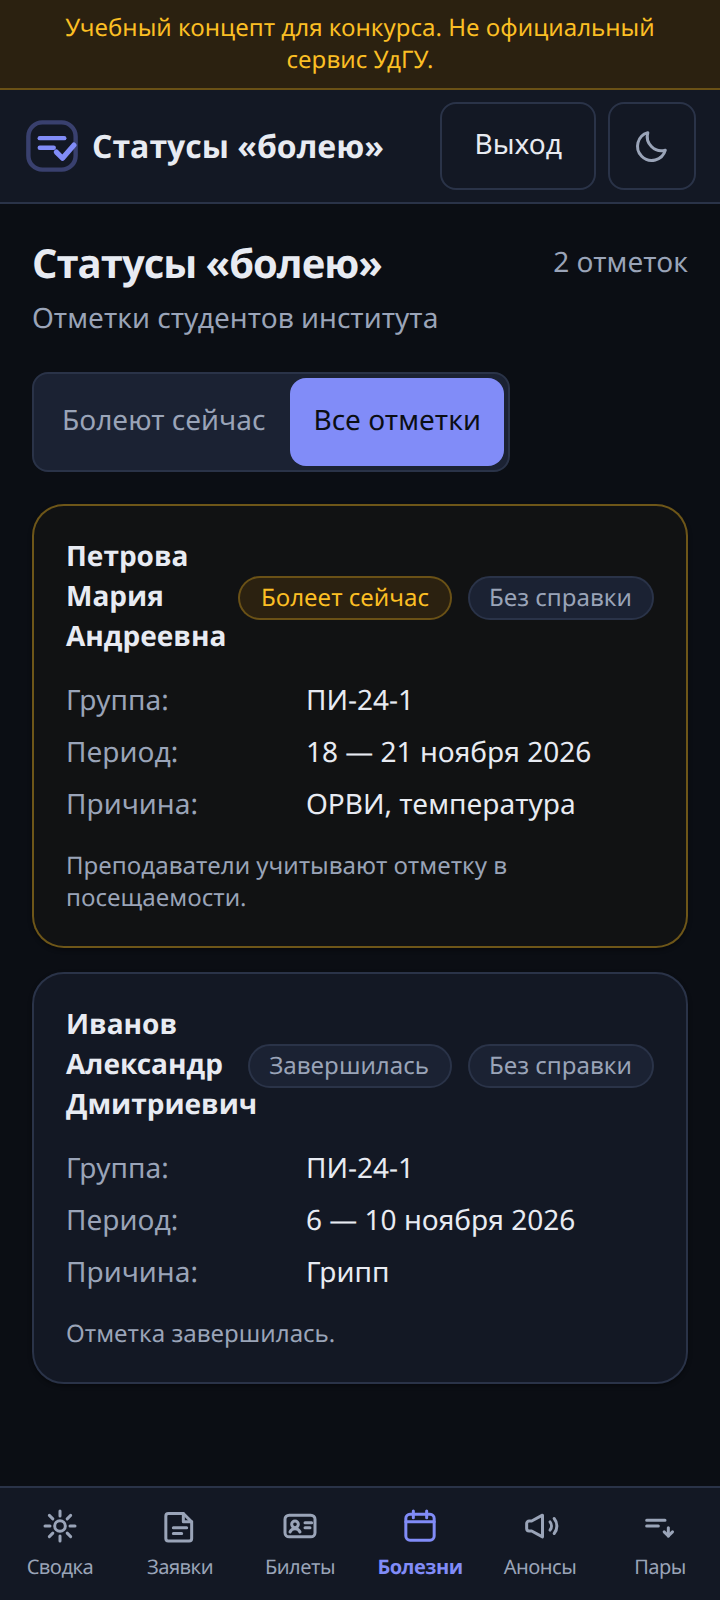 Учебный концепт для конкурса. Не официальный
сервис УдГУ.
Статусы «болею»
Выход
Статусы «болею»
2 отметок
Отметки студентов института
Болеют сейчас
Все отметки
Петрова
Мария
Андреевна
Болеет сейчас
Без справки
Группа: ПИ-24-1
Период: 18 — 21 ноября 2026
Причина: ОРВИ, температура
Преподаватели учитывают отметку в
посещаемости.
Иванов
Александр
Дмитриевич
Завершилась
Без справки
Группа: ПИ-24-1
Период: 6 — 10 ноября 2026
Причина: Грипп
Отметка завершилась.
Сводка
Заявки
Билеты
Болезни
Анонсы
Пары